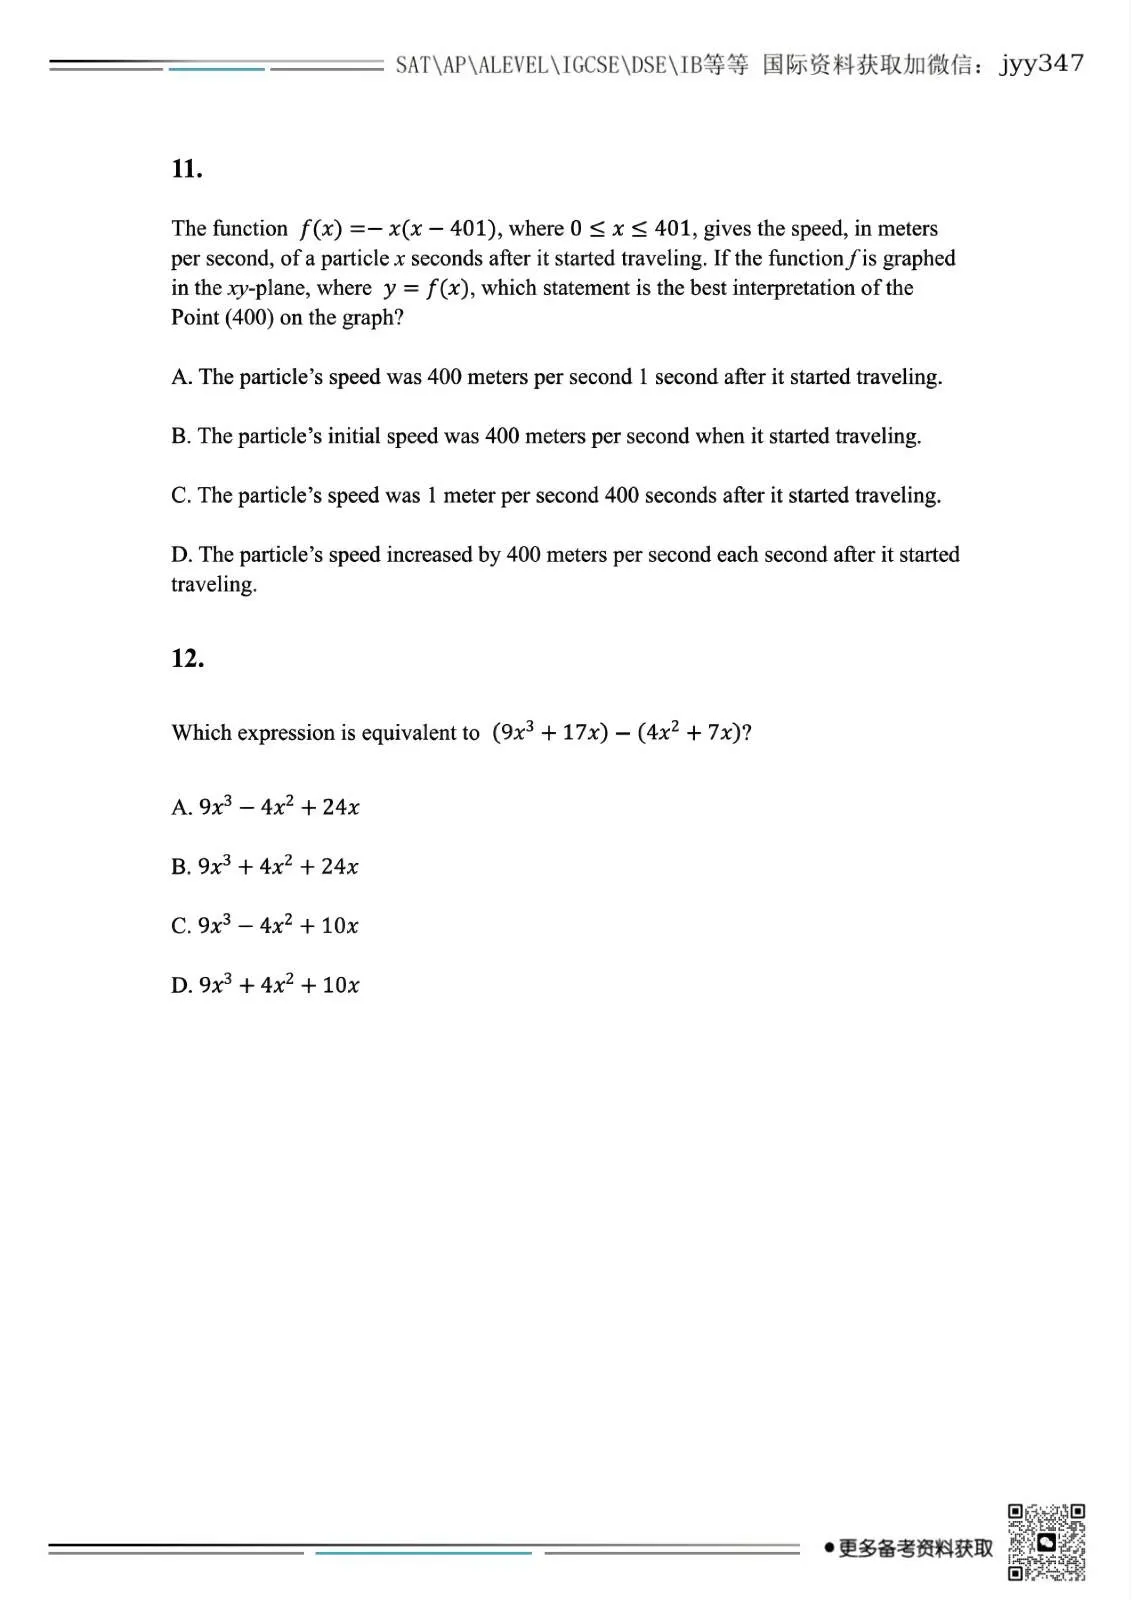 SAT\AP\ALEVEL\IGCSE\DSE\IB等等 国际资料获取加微信：jyy347
11.
The function f(x) =− x(x − 401), where 0 ≤ x ≤ 401, gives the speed, in meters
per second, of a particle x seconds after it started traveling. If the function f is graphed
in the xy-plane, where y = f(x), which statement is the best interpretation of the
Point (400) on the graph?
A. The particle’s speed was 400 meters per second 1 second after it started traveling.
B. The particle’s initial speed was 400 meters per second when it started traveling.
C. The particle’s speed was 1 meter per second 400 seconds after it started traveling.
D. The particle’s speed increased by 400 meters per second each second after it started
traveling.
12.
Which expression is equivalent to (9x³ + 17x) − (4x² + 7x)?
A. 9x³ − 4x² + 24x
B. 9x³ + 4x² + 24x
C. 9x³ − 4x² + 10x
D. 9x³ + 4x² + 10x
●更多备考资料获取